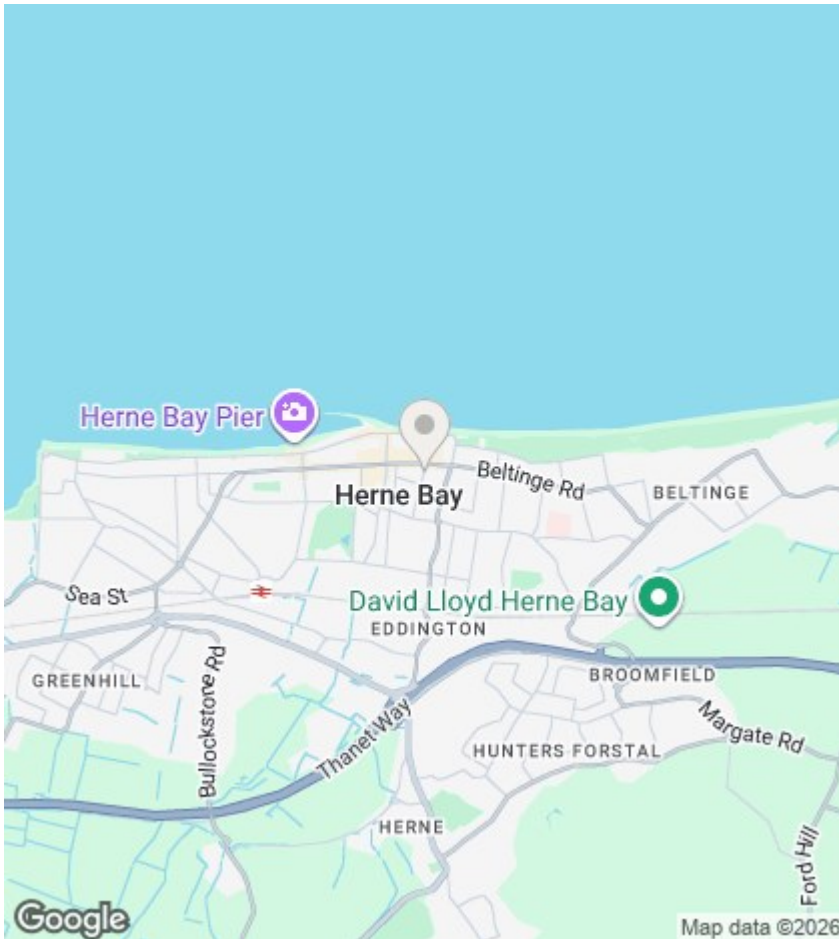 Herne Bay Pier
Herne Bay
Beltinge Rd
BELTINGE
Sea St
David Lloyd Herne Bay
EDDINGTON
GREENHILL
Bullockstone Rd
BROOMFIELD
Thanet Way
Margate Rd
HUNTERS FORSTAL
HERNE
Ford Hill
Google
Map data ©2026